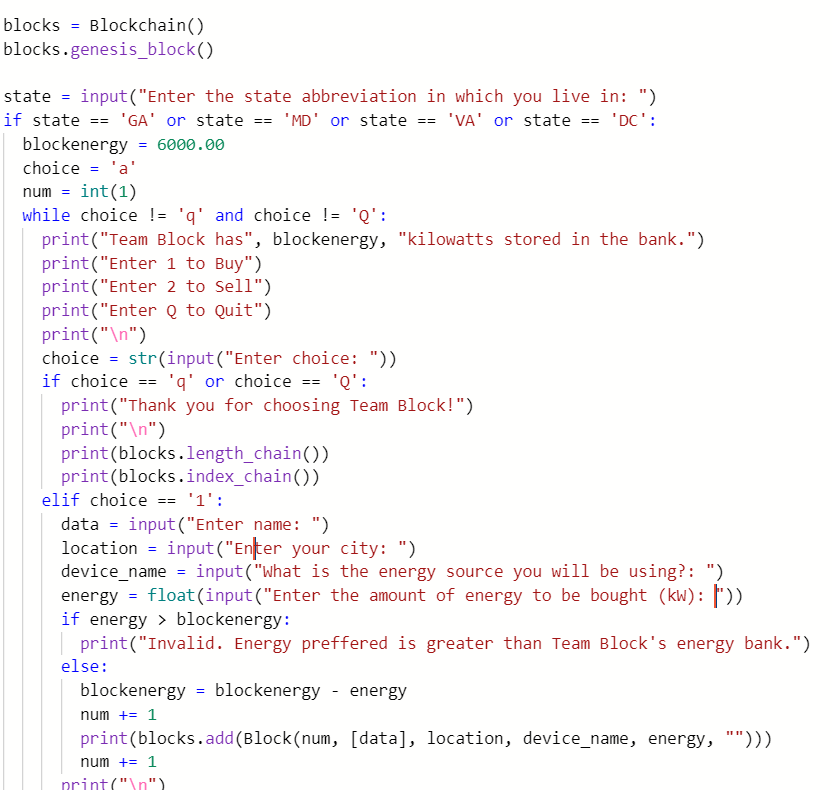 blocks = Blockchain()
blocks.genesis_block()
state = input("Enter the state abbreviation in which you live in: ")
if state == 'GA' or state == 'MD' or state == 'VA' or state == 'DC':
  blockenergy = 6000.00
  choice = 'a'
  num = int(1)
  while choice != 'q' and choice != 'Q':
    print("Team Block has", blockenergy, "kilowatts stored in the bank.")
    print("Enter 1 to Buy")
    print("Enter 2 to Sell")
    print("Enter Q to Quit")
    print("\n")
    choice = str(input("Enter choice: "))
    if choice == 'q' or choice == 'Q':
      print("Thank you for choosing Team Block!")
      print("\n")
      print(blocks.length_chain())
      print(blocks.index_chain())
    elif choice == '1':
      data = input("Enter name: ")
      location = input("Enter your city: ")
      device_name = input("What is the energy source you will be using?: ")
      energy = float(input("Enter the amount of energy to be bought (kW): "))
      if energy > blockenergy:
        print("Invalid. Energy preffered is greater than Team Block's energy bank.")
      else:
        blockenergy = blockenergy - energy
        num += 1
        print(blocks.add(Block(num, [data], location, device_name, energy, "")))
        num += 1
      print("\n")